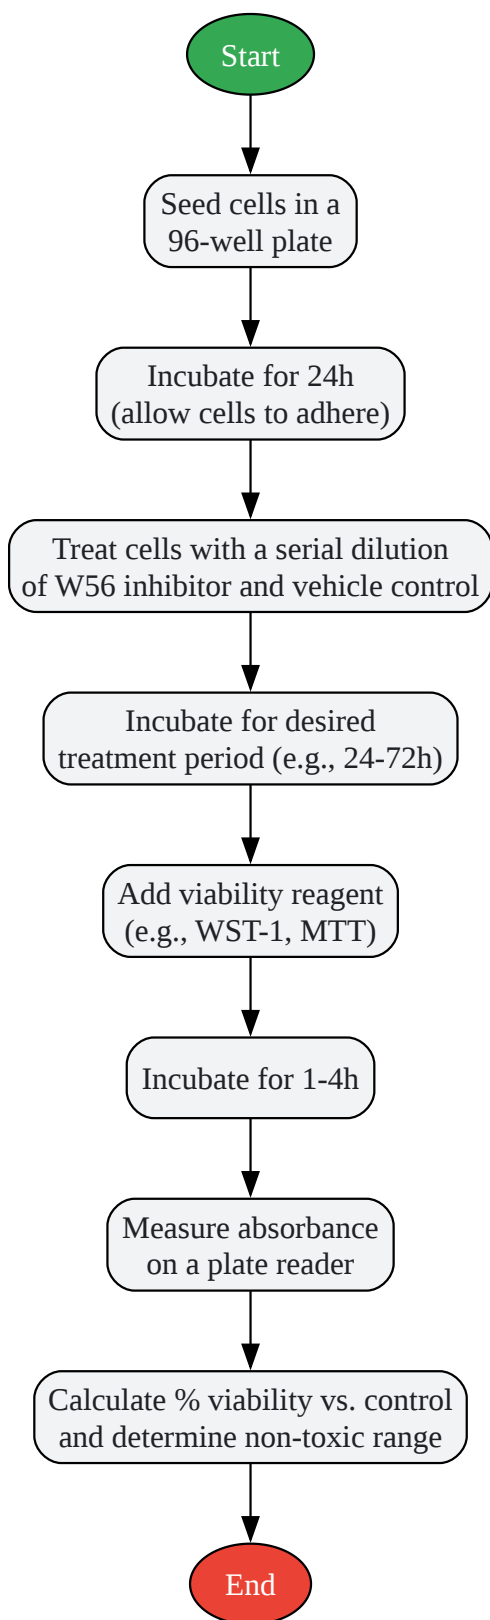 Start
Seed cells in a
96-well plate
Incubate for 24h
(allow cells to adhere)
Treat cells with a serial dilution
of W56 inhibitor and vehicle control
Incubate for desired
treatment period (e.g., 24-72h)
Add viability reagent
(e.g., WST-1, MTT)
Incubate for 1-4h
Measure absorbance
on a plate reader
Calculate % viability vs. control
and determine non-toxic range
End